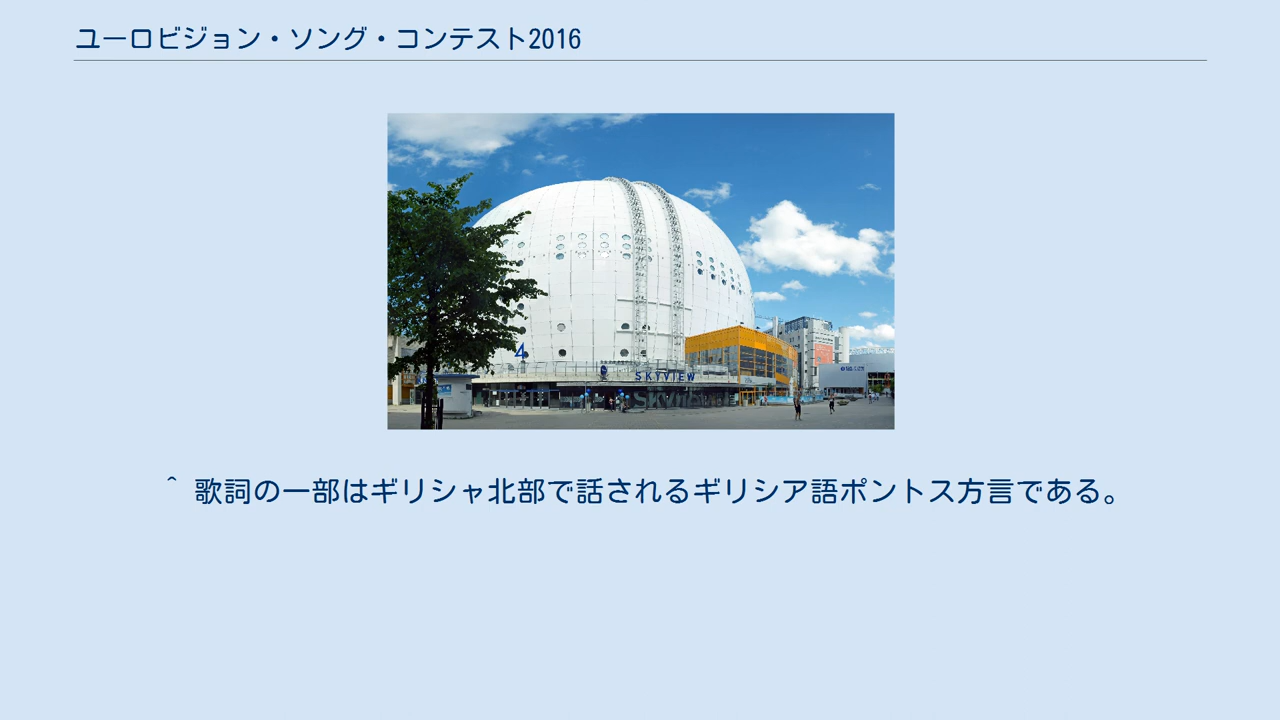 ユーロビジョン・ソング・コンテスト2016
4
SKYVIEW
^ 歌詞の一部はギリシャ北部で話されるギリシア語ポントス方言である。